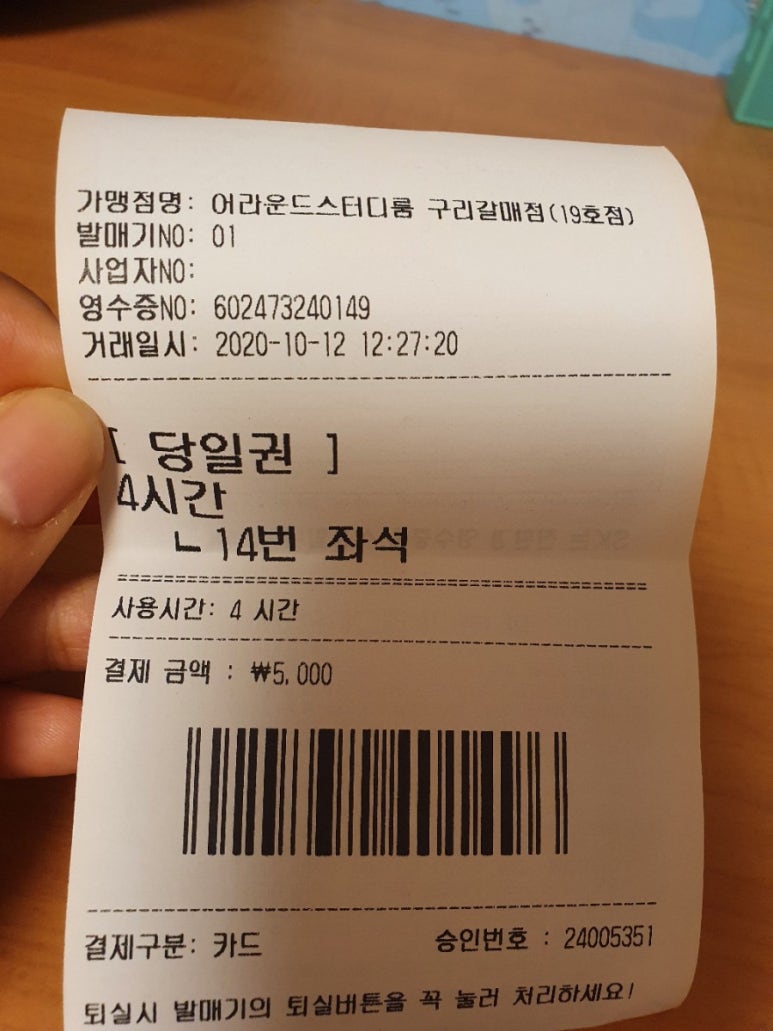 가맹점명: 어라운드스터디룸 구리갈매점(19호점)
발매기NO: 01
사업자NO:
영수증NO: 602473240149
거래일시: 2020-10-12 12:27:20
[ 당일권 ]
4시간
ㄴ14번 좌석
사용시간: 4 시간
결제 금액 : ₩5,000
결제구분: 카드 승인번호 : 24005351
퇴실시 발매기의 퇴실버튼을 꼭 눌러 처리하세요!